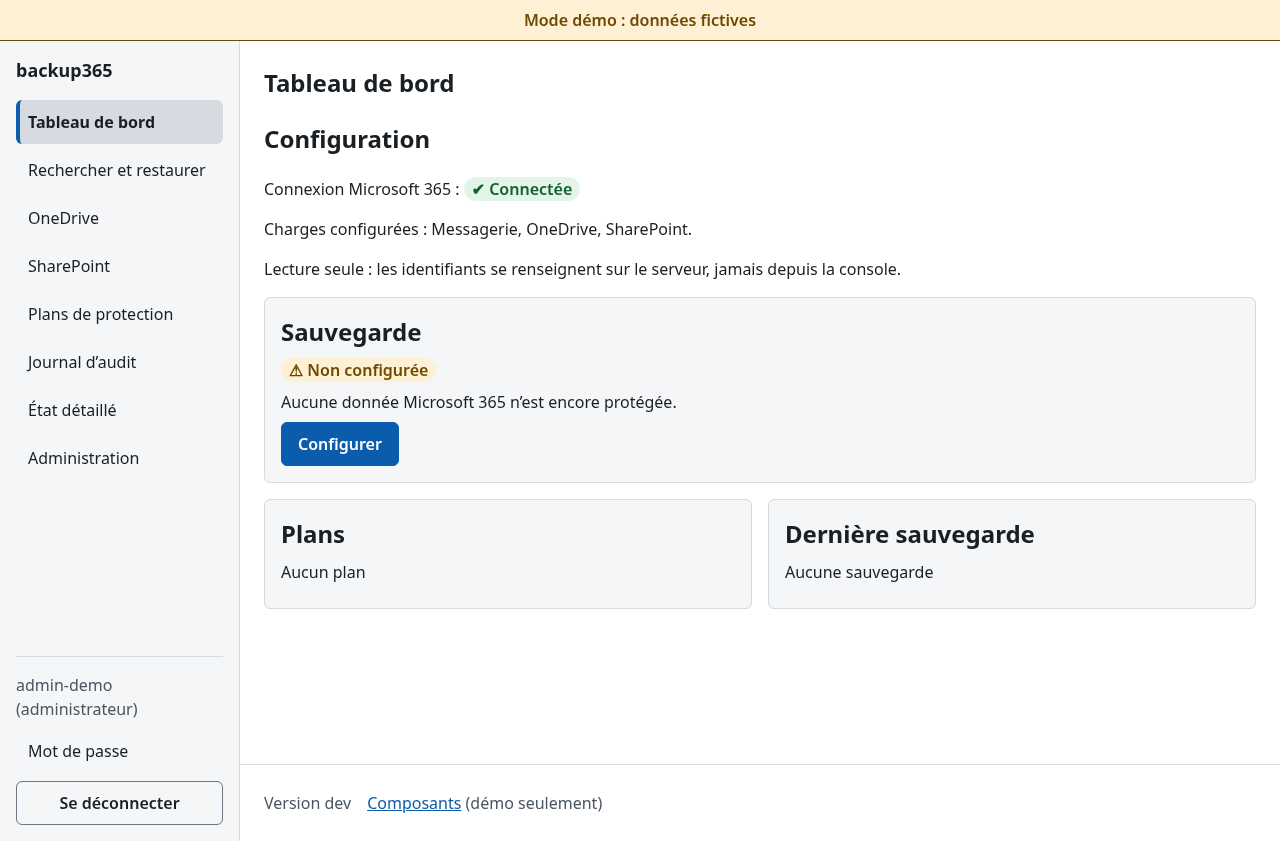 Mode démo : données fictives
backup365
Tableau de bord
Rechercher et restaurer
OneDrive
SharePoint
Plans de protection
Journal d’audit
État détaillé
Administration
admin-demo
(administrateur)
Mot de passe
Se déconnecter
Tableau de bord
Configuration
Connexion Microsoft 365 : ✔ Connectée
Charges configurées : Messagerie, OneDrive, SharePoint.
Lecture seule : les identifiants se renseignent sur le serveur, jamais depuis la console.
Sauvegarde
⚠ Non configurée
Aucune donnée Microsoft 365 n’est encore protégée.
Configurer
Plans
Aucun plan
Dernière sauvegarde
Aucune sauvegarde
Version dev Composants (démo seulement)